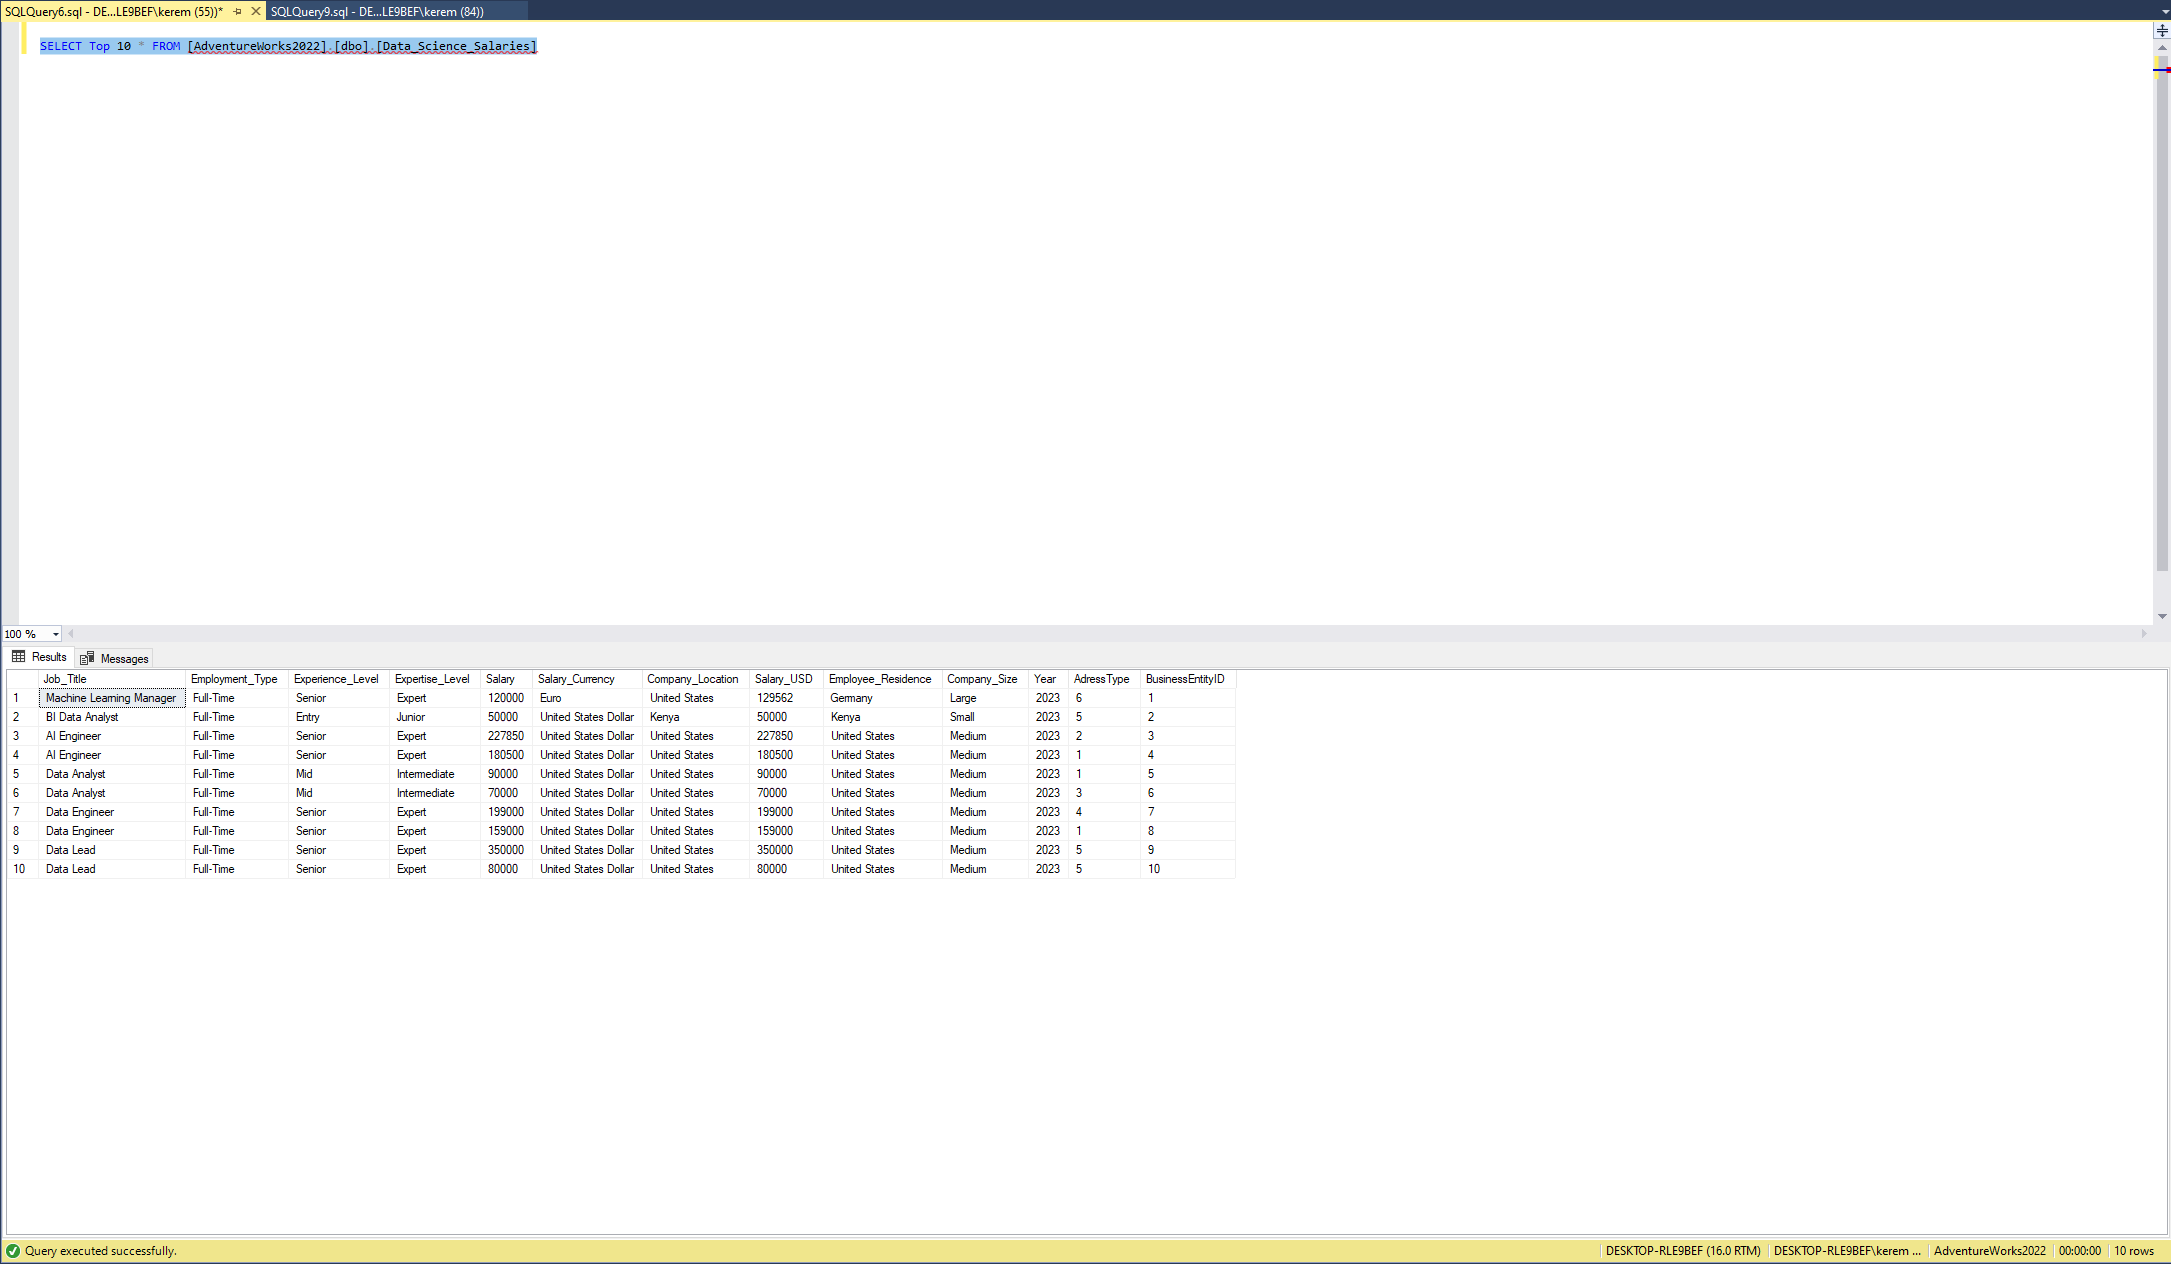 SQLQuery6.sql - DE...LE9BEF\kerem (55))* SQLQuery9.sql - DE...LE9BEF\kerem (84))
SELECT Top 10 * FROM [AdventureWorks2022].[dbo].[Data_Science_Salaries]
100 %
Results Messages
Job_Title Employment_Type Experience_Level Expertise_Level Salary Salary_Currency Company_Location Salary_USD Employee_Residence Company_Size Year AdressType BusinessEntityID
1 Machine Learning Manager Full-Time Senior Expert 120000 Euro United States 129562 Germany Large 2023 6 1
2 BI Data Analyst Full-Time Entry Junior 50000 United States Dollar Kenya 50000 Kenya Small 2023 5 2
3 AI Engineer Full-Time Senior Expert 227850 United States Dollar United States 227850 United States Medium 2023 2 3
4 AI Engineer Full-Time Senior Expert 180500 United States Dollar United States 180500 United States Medium 2023 1 4
5 Data Analyst Full-Time Mid Intermediate 90000 United States Dollar United States 90000 United States Medium 2023 1 5
6 Data Analyst Full-Time Mid Intermediate 70000 United States Dollar United States 70000 United States Medium 2023 3 6
7 Data Engineer Full-Time Senior Expert 199000 United States Dollar United States 199000 United States Medium 2023 4 7
8 Data Engineer Full-Time Senior Expert 159000 United States Dollar United States 159000 United States Medium 2023 1 8
9 Data Lead Full-Time Senior Expert 350000 United States Dollar United States 350000 United States Medium 2023 5 9
10 Data Lead Full-Time Senior Expert 80000 United States Dollar United States 80000 United States Medium 2023 5 10
Query executed successfully. DESKTOP-RLE9BEF (16.0 RTM) DESKTOP-RLE9BEF\kerem ... AdventureWorks2022 00:00:00 10 rows